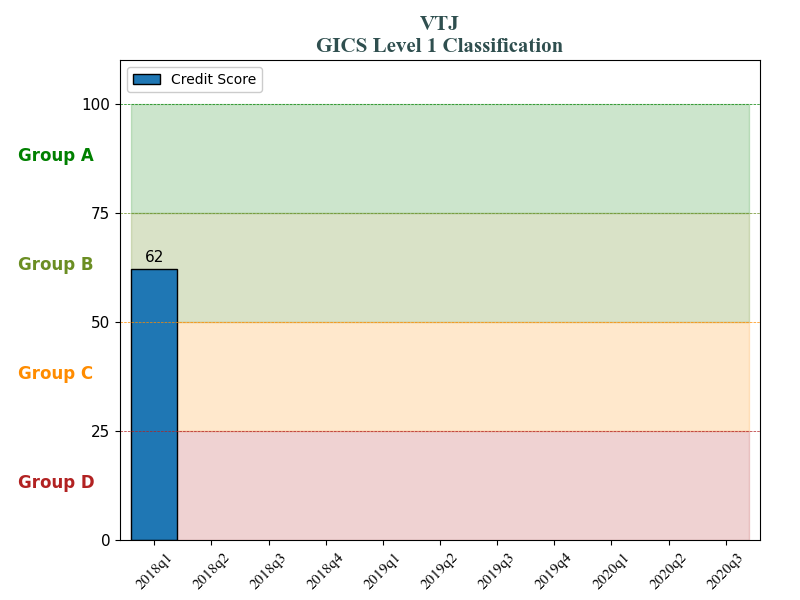 VTJ
GICS Level 1 Classification
Credit Score
100
Group A
75
62
Group B
50
Group C
25
Group D
0
2018q1 2018q2 2018q3 2018q4 2019q1 2019q2 2019q3 2019q4 2020q1 2020q2 2020q3